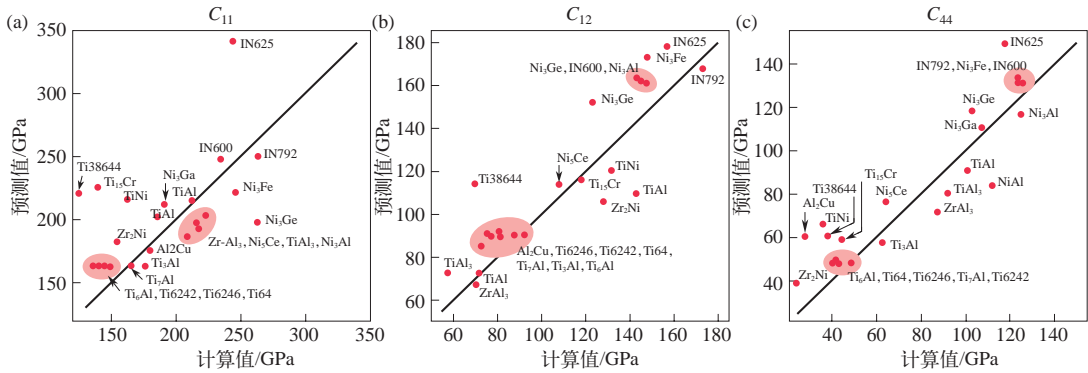 (a)
C₁₁
预测值/GPa
350
300
250
200
150
IN625
IN600
IN792
Ti38644
Ti₁₅Cr
TiNi
Ni₃Ga
TiAl
TiAl
Ni₃Fe
Ni₃Ge
Zr₂Ni
Al2Cu
Zr-Al₃, Ni₅Ce, TiAl₃, Ni₃Al
Ti₃Al
Ti₇Al
Ti₆Al, Ti6242, Ti6246, Ti64
150
200
250
300
350
计算值/GPa
(b)
C₁₂
预测值/GPa
180
160
140
120
100
80
60
IN625
Ni₃Fe
Ni₃Ge, IN600, Ni₃Al
IN792
Ni₃Ge
Ni₅Ce
TiNi
Ti38644
Ti₁₅Cr
TiAl
Zr₂Ni
Al₂Cu, Ti6246, Ti6242, Ti64,
Ti₇Al, Ti₃Al, Ti₆Al
TiAl₃
TiAl
ZrAl₃
60
80
100
120
140
160
180
计算值/GPa
(c)
C₄₄
预测值/GPa
140
120
100
80
60
40
IN625
IN792, Ni₃Fe, IN600
Ni₃Ge
Ni₃Al
Ni₃Ga
TiAl
Ti₁₅Cr
Ti38644
Al₂Cu
TiNi
Ni₅Ce
TiAl₃
NiAl
ZrAl₃
Ti₃Al
Zr₂Ni
Ti₆Al, Ti64, Ti6246, Ti₇Al, Ti6242
40
60
80
100
120
140
计算值/GPa